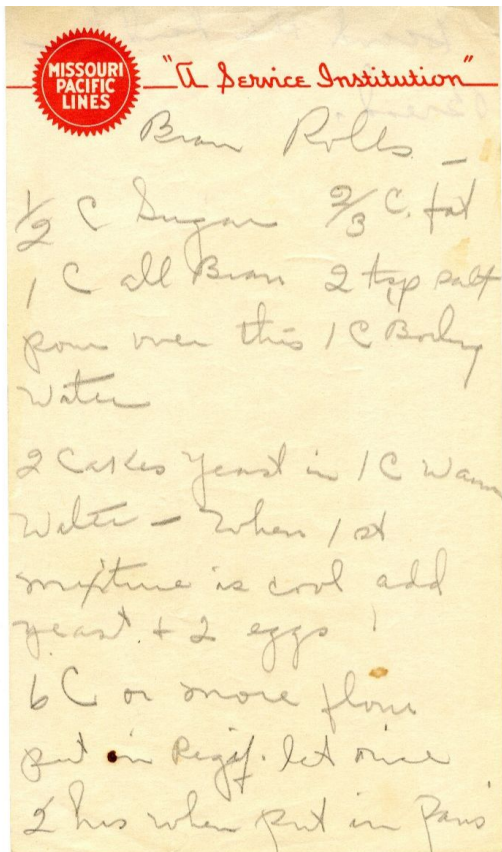 MISSOURI
PACIFIC
LINES
"A Service Institution"
Bran Rolls –
1/2 C Sugar 2/3 C. fat
1 C all Bran 2 tsp salt
pour over this 1 C Boiling
Water
2 Cakes yeast in 1 C Warm
Water – When 1st
mixture is cool add
yeast + 2 eggs
6 C or more flour
put in Refrig. let rise
2 hrs when put in Pans